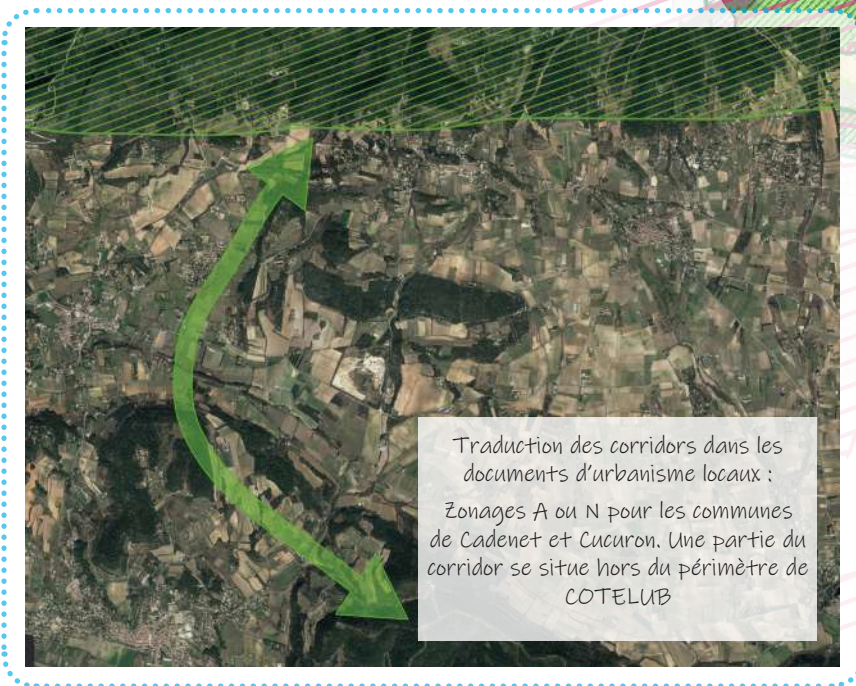 Traduction des corridors dans les
documents d'urbanisme locaux :
Zonages A ou N pour les communes
de Cadenet et Cucuron. Une partie du
corridor se situe hors du périmètre de
COTELUB